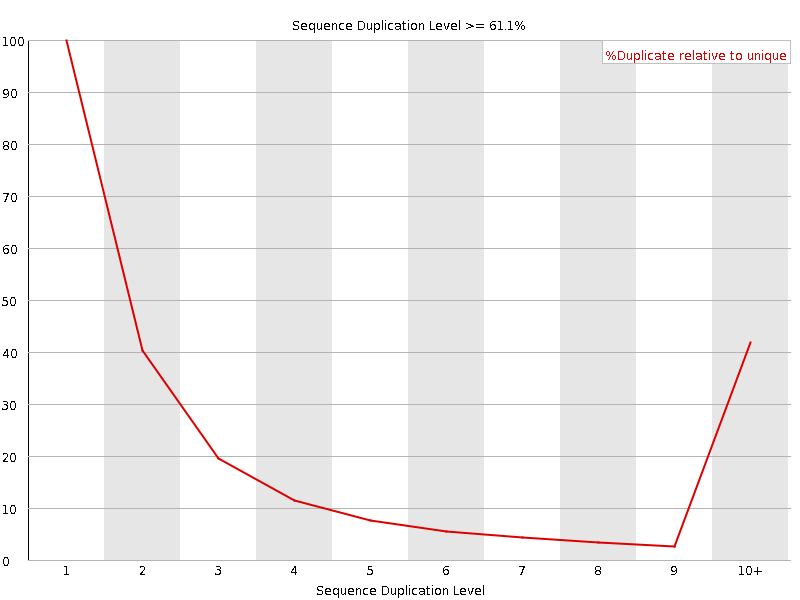 Sequence Duplication Level >= 61.1%
%Duplicate relative to unique
100
90
80
70
60
50
40
30
20
10
0
1 2 3 4 5 6 7 8 9 10+
Sequence Duplication Level